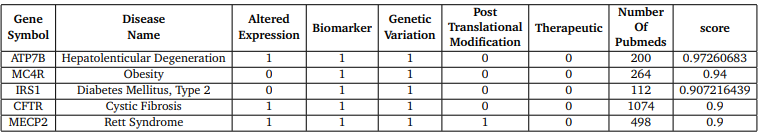 Gene Symbol | Disease Name | Altered Expression | Biomarker | Genetic Variation | Post Translational Modification | Therapeutic | Number Of Pubmeds | score
ATP7B | Hepatolenticular Degeneration | 1 | 1 | 1 | 0 | 0 | 200 | 0.97260683
MC4R | Obesity | 0 | 1 | 1 | 0 | 0 | 264 | 0.94
IRS1 | Diabetes Mellitus, Type 2 | 0 | 1 | 1 | 0 | 0 | 112 | 0.907216439
CFTR | Cystic Fibrosis | 1 | 1 | 1 | 0 | 0 | 1074 | 0.9
MECP2 | Rett Syndrome | 1 | 1 | 1 | 1 | 0 | 498 | 0.9